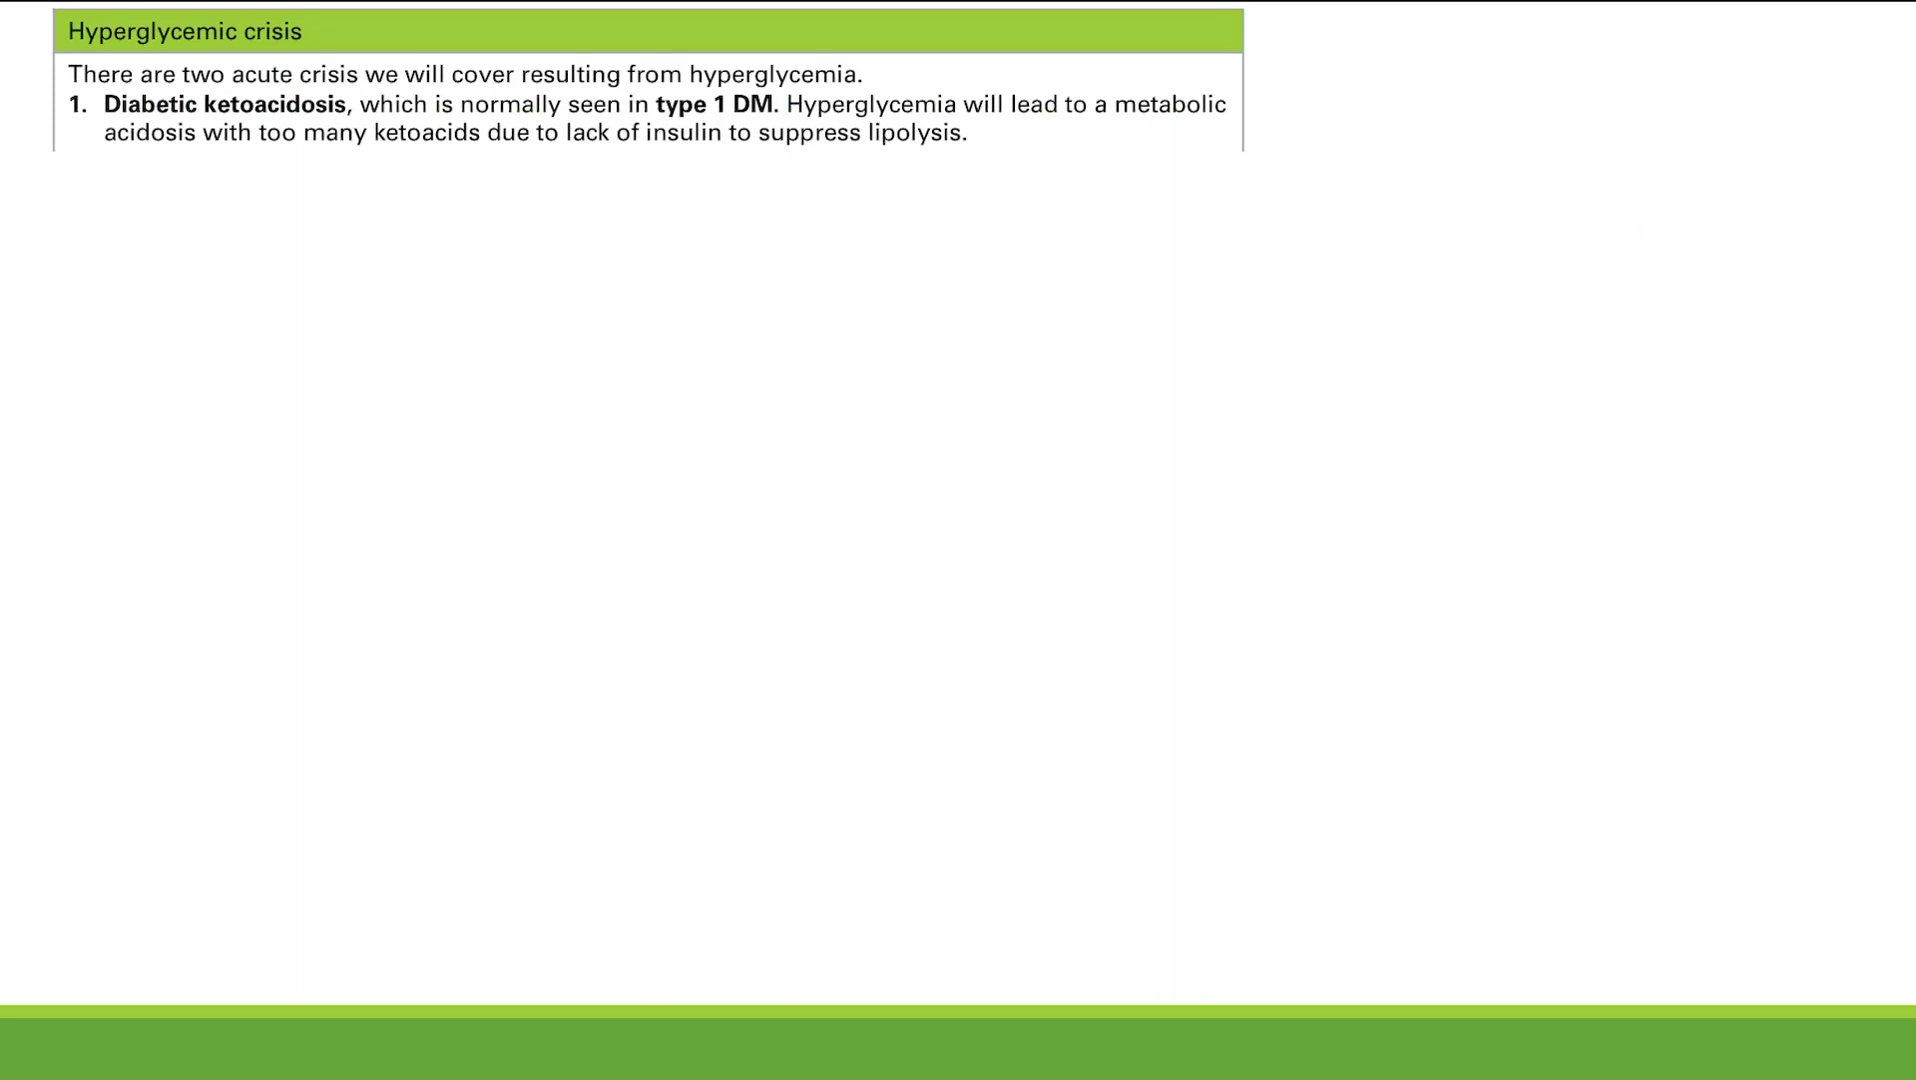 Hyperglycemic crisis
There are two acute crisis we will cover resulting from hyperglycemia.
1. Diabetic ketoacidosis, which is normally seen in type 1 DM. Hyperglycemia will lead to a metabolic
acidosis with too many ketoacids due to lack of insulin to suppress lipolysis.